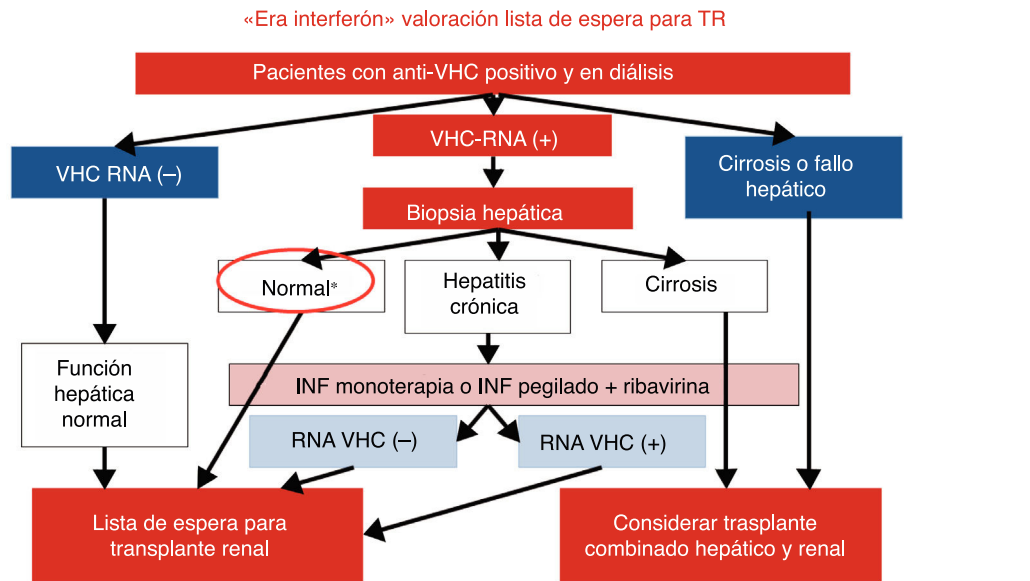 «Era interferón» valoración lista de espera para TR
Pacientes con anti-VHC positivo y en diálisis
VHC RNA (–)
VHC-RNA (+)
Cirrosis o fallo
hepático
Biopsia hepática
Normal*
Hepatitis
crónica
Cirrosis
Función
hepática
normal
INF monoterapia o INF pegilado + ribavirina
RNA VHC (–)
RNA VHC (+)
Lista de espera para
transplante renal
Considerar trasplante
combinado hepático y renal